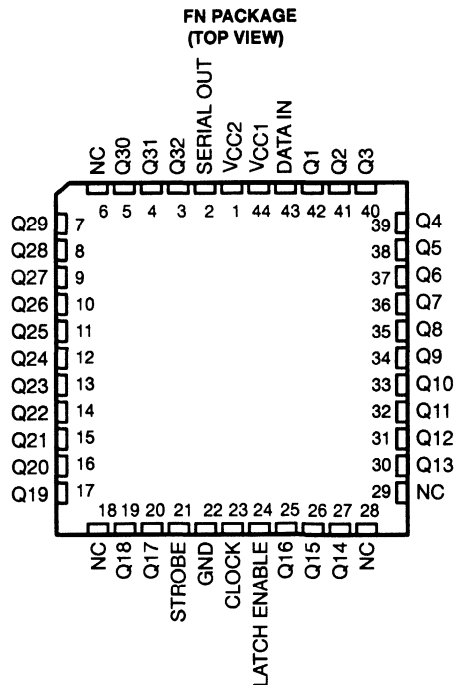 FN PACKAGE
(TOP VIEW)
NC
Q30
Q31
Q32
SERIAL OUT
VCC2
VCC1
DATA IN
Q1
Q2
Q3
6 5 4 3 2 1 44 43 42 41 40
Q29 7
Q28 8
Q27 9
Q26 10
Q25 11
Q24 12
Q23 13
Q22 14
Q21 15
Q20 16
Q19 17
39 Q4
38 Q5
37 Q6
36 Q7
35 Q8
34 Q9
33 Q10
32 Q11
31 Q12
30 Q13
29 NC
18 19 20 21 22 23 24 25 26 27 28
NC
Q18
Q17
STROBE
GND
CLOCK
LATCH ENABLE
Q16
Q15
Q14
NC